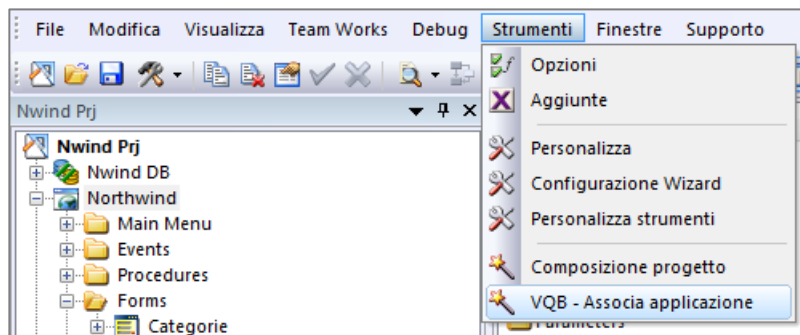 File Modifica Visualizza Team Works Debug Strumenti Finestre Supporto
Opzioni
Aggiunte
Personalizza
Configurazione Wizard
Personalizza strumenti
Composizione progetto
VQB - Associa applicazione
Nwind Prj
Nwind Prj
Nwind DB
Northwind
Main Menu
Events
Procedures
Forms
Categorie
Parameters